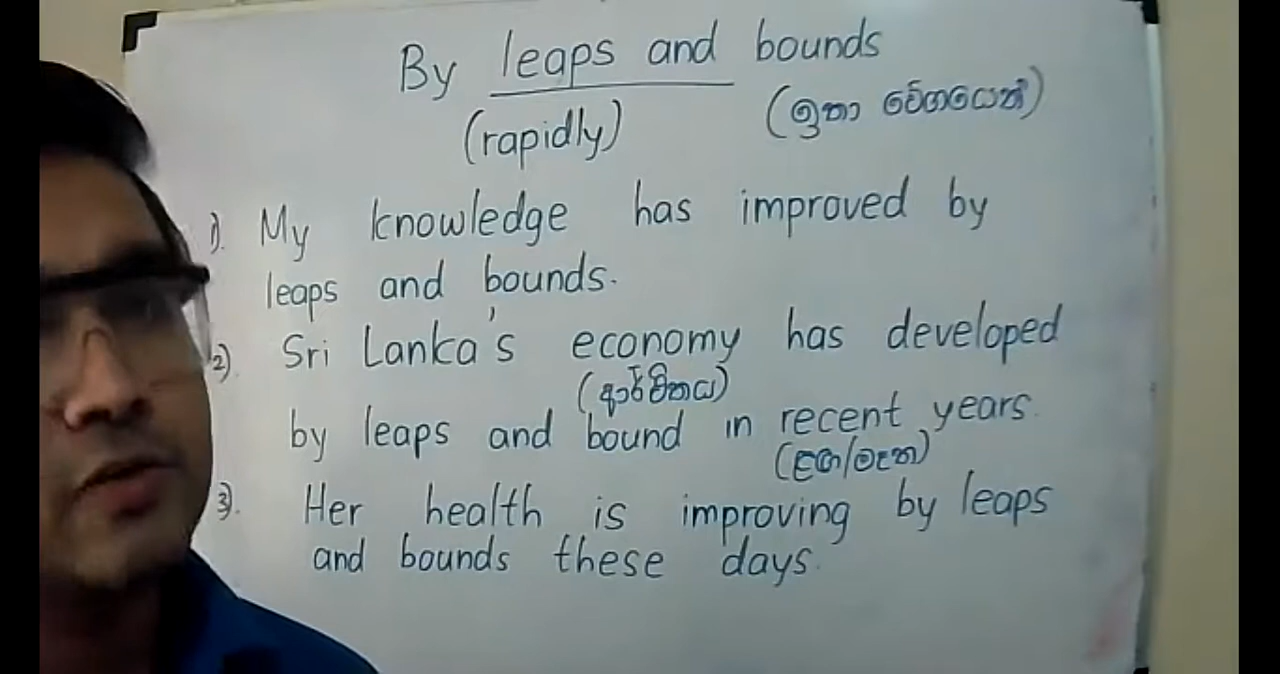 By leaps and bounds
(rapidly) (ඉතා වේගයෙන්)
1). My knowledge has improved by
leaps and bounds.
2). Sri Lanka's economy has developed
(ආර්ථිකය)
by leaps and bound in recent years.
(ළඟ/මෑත)
3). Her health is improving by leaps
and bounds these days.